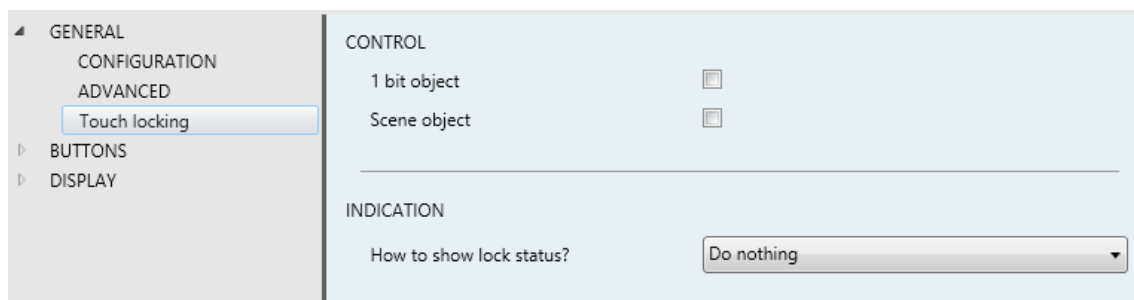 GENERAL
CONFIGURATION
ADVANCED
Touch locking
BUTTONS
DISPLAY
CONTROL
1 bit object
Scene object
INDICATION
How to show lock status? Do nothing